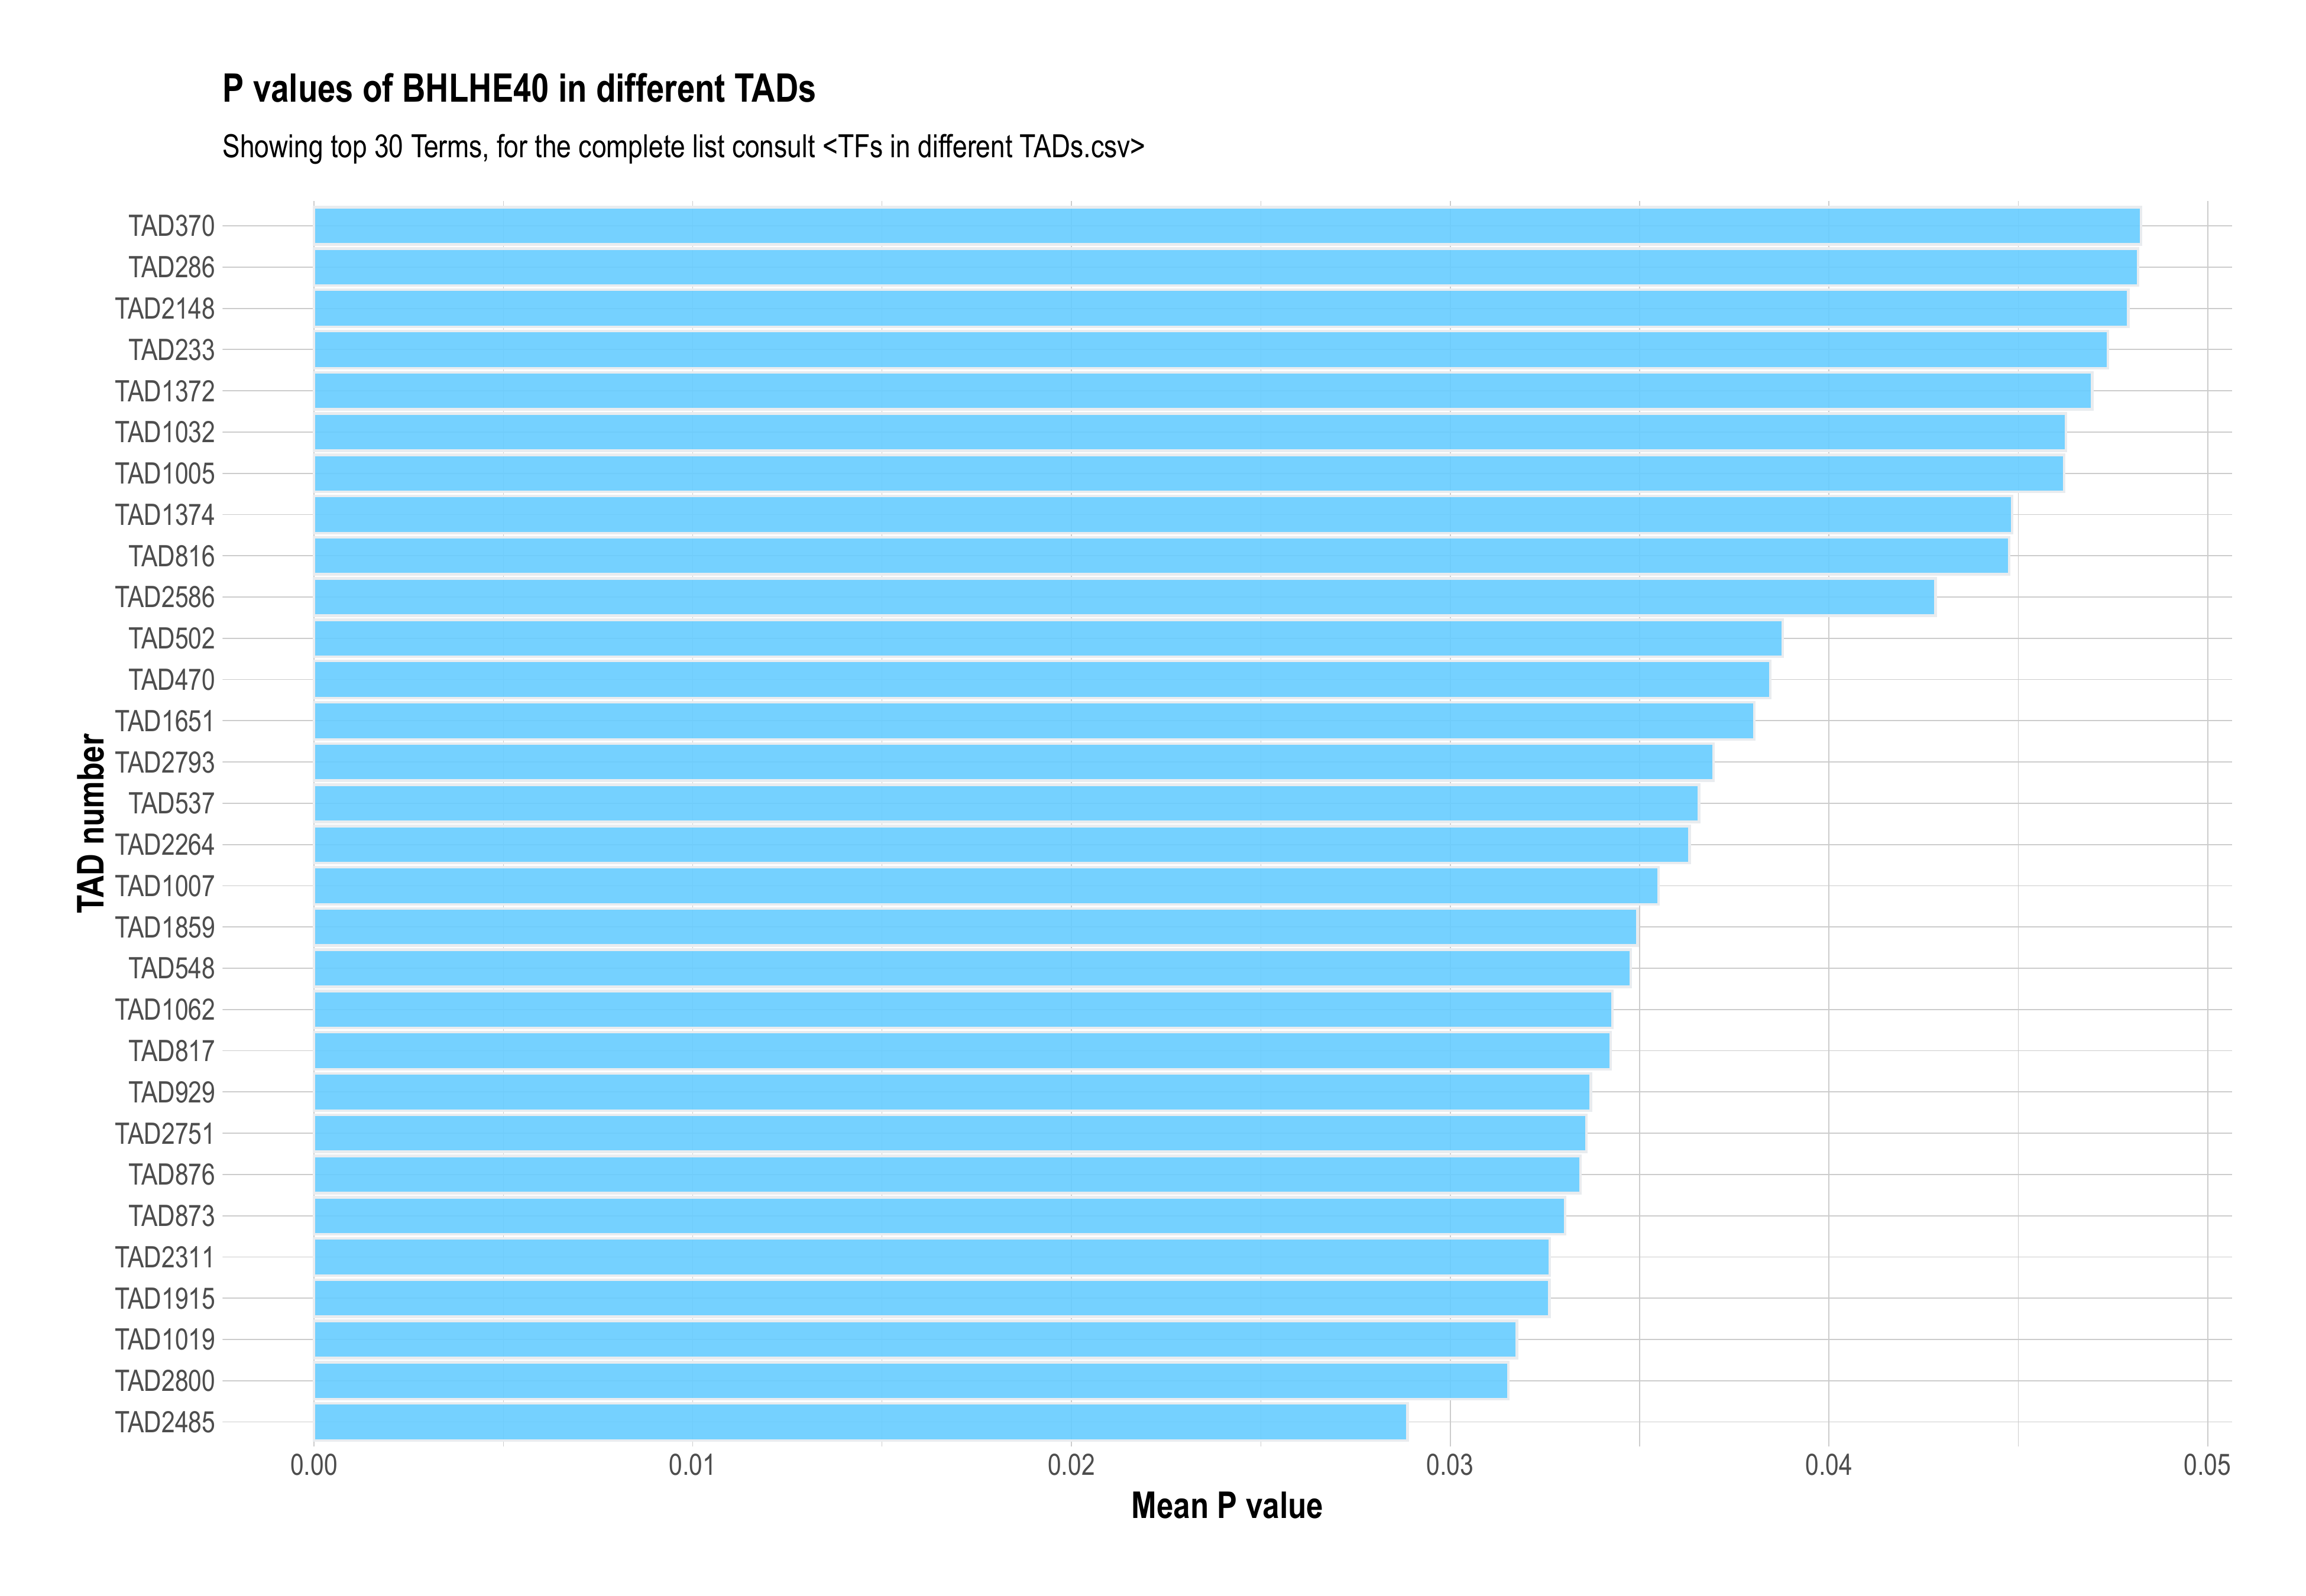 P values of BHLHE40 in different TADs
Showing top 30 Terms, for the complete list consult <TFs in different TADs.csv>
TAD number
TAD370
TAD286
TAD2148
TAD233
TAD1372
TAD1032
TAD1005
TAD1374
TAD816
TAD2586
TAD502
TAD470
TAD1651
TAD2793
TAD537
TAD2264
TAD1007
TAD1859
TAD548
TAD1062
TAD817
TAD929
TAD2751
TAD876
TAD873
TAD2311
TAD1915
TAD1019
TAD2800
TAD2485
0.00 0.01 0.02 0.03 0.04 0.05
Mean P value